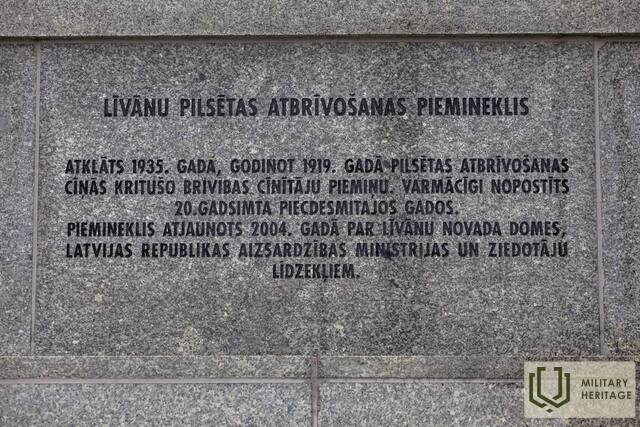 LĪVĀNU PILSĒTAS ATBRĪVOŠANAS PIEMINEKLIS
ATKLĀTS 1935. GADĀ, GODINOT 1919. GADĀ PILSĒTAS ATBRĪVOŠANAS
CĪŅĀS KRITUŠO BRĪVĪBAS CĪNĪTĀJU PIEMIŅU. VARMĀCĪGI NOPOSTĪTS
20.GADSIMTA PIECDESMITAJOS GADOS.
PIEMINEKLIS ATJAUNOTS 2004. GADĀ PAR LĪVĀNU NOVADA DOMES,
LATVIJAS REPUBLIKAS AIZSARDZĪBAS MINISTRIJAS UN ZIEDOTĀJU
LĪDZEKĻIEM.
MILITARY
HERITAGE